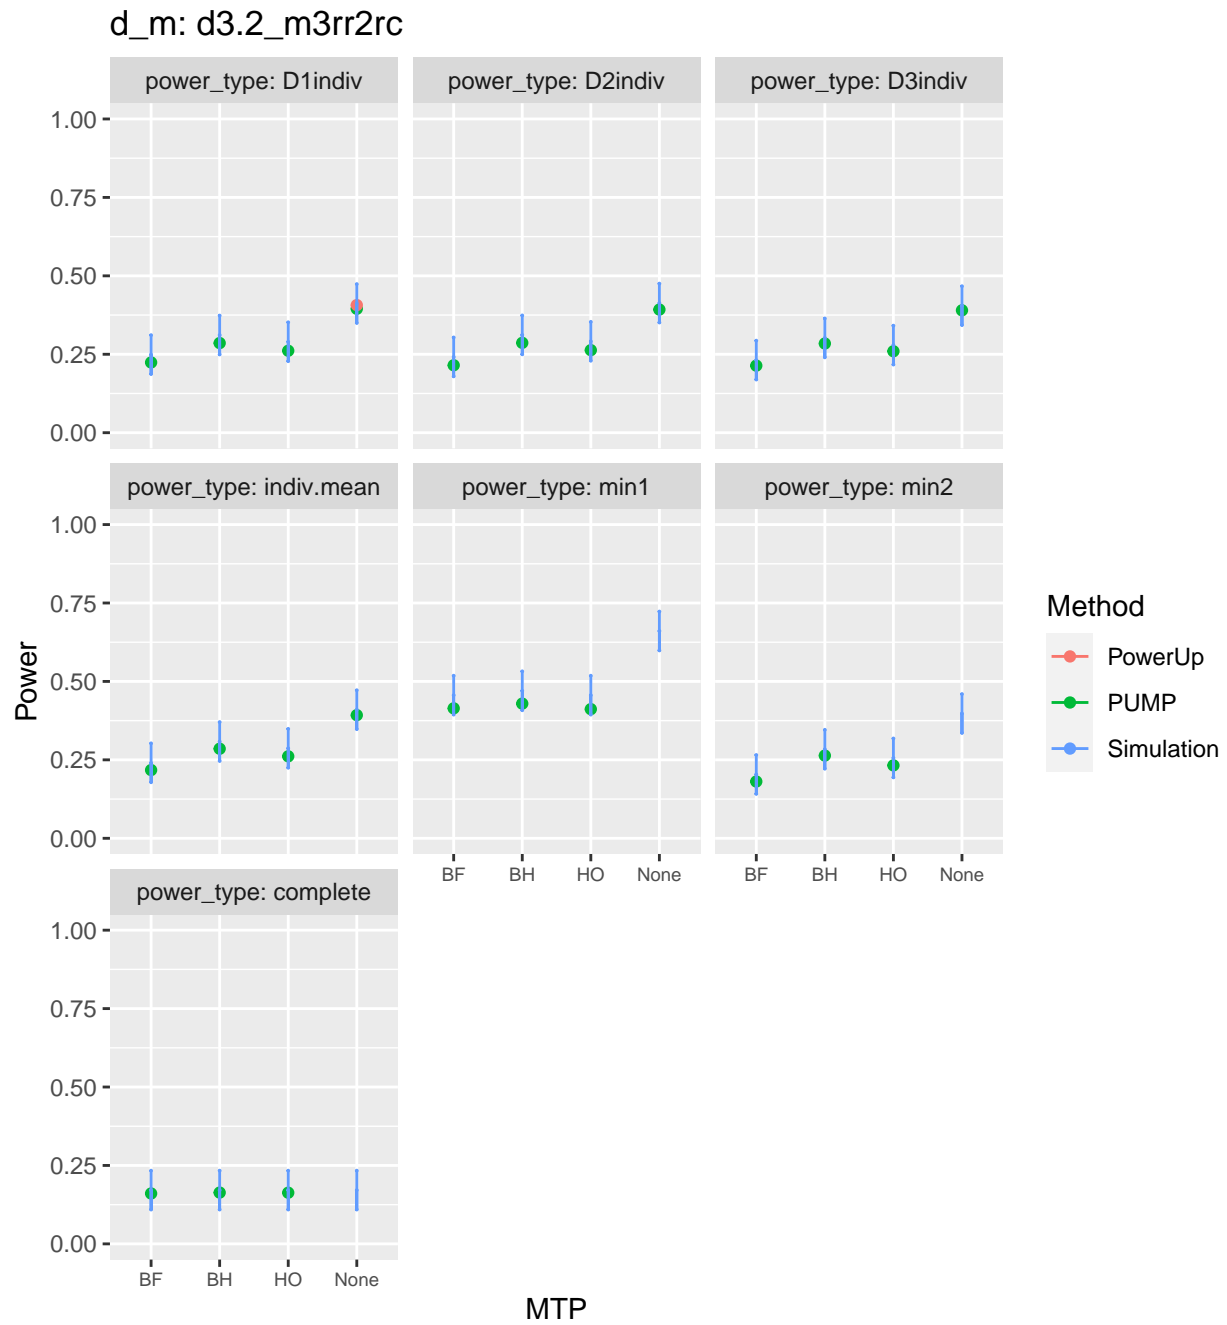 d_m: d3.2_m3rr2rc
power_type: D1indiv
power_type: D2indiv
power_type: D3indiv
1.00
0.75
0.50
0.25
0.00
power_type: indiv.mean
power_type: min1
power_type: min2
1.00
0.75
0.50
0.25
0.00
BF BH HO None
BF BH HO None
power_type: complete
1.00
0.75
0.50
0.25
0.00
BF BH HO None
MTP
Power
Method
PowerUp
PUMP
Simulation